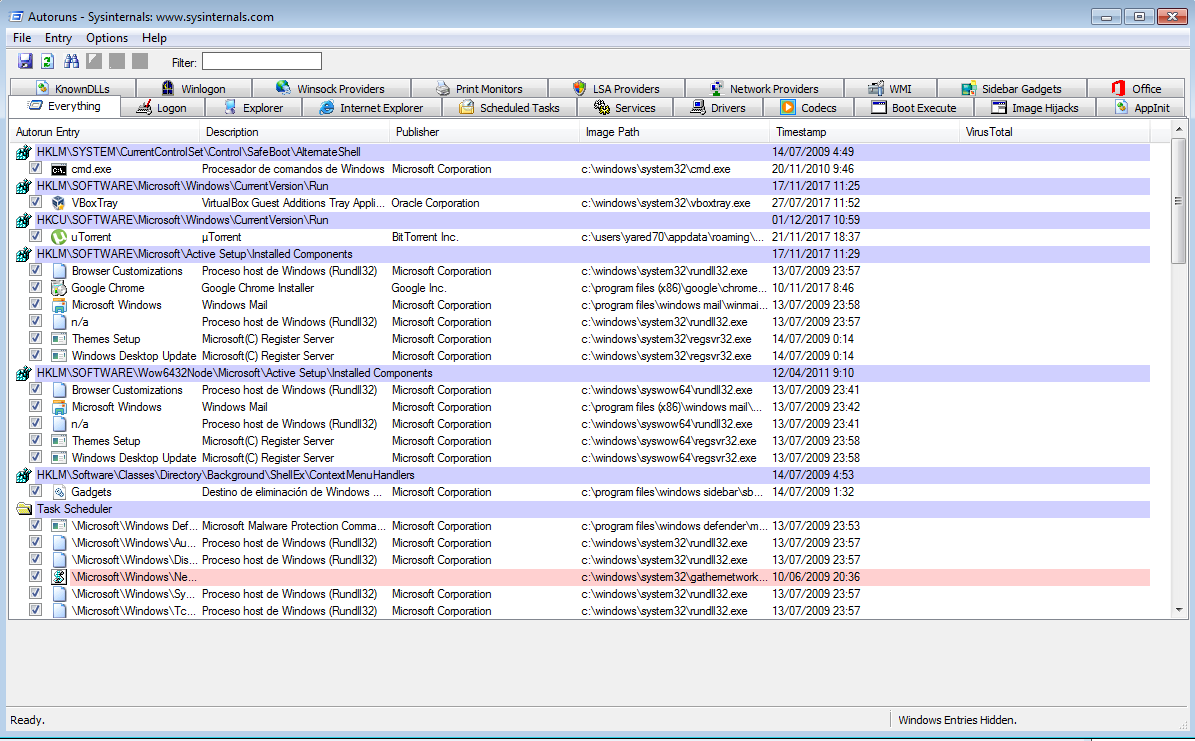 Autoruns - Sysinternals: www.sysinternals.com
File Entry Options Help
Filter:
KnownDLLs Winlogon Winsock Providers Print Monitors LSA Providers Network Providers WMI Sidebar Gadgets Office
Everything Logon Explorer Internet Explorer Scheduled Tasks Services Drivers Codecs Boot Execute Image Hijacks AppInit
Autorun Entry Description Publisher Image Path Timestamp VirusTotal
HKLM\SYSTEM\CurrentControlSet\Control\SafeBoot\AlternateShell 14/07/2009 4:49
cmd.exe Procesador de comandos de Windows Microsoft Corporation c:\windows\system32\cmd.exe 20/11/2010 9:46
HKLM\SOFTWARE\Microsoft\Windows\CurrentVersion\Run 17/11/2017 11:25
VBoxTray VirtualBox Guest Additions Tray Appli... Oracle Corporation c:\windows\system32\vboxtray.exe 27/07/2017 11:52
HKCU\SOFTWARE\Microsoft\Windows\CurrentVersion\Run 01/12/2017 10:59
uTorrent µTorrent BitTorrent Inc. c:\users\yared70\appdata\roaming\... 21/11/2017 18:37
HKLM\SOFTWARE\Microsoft\Active Setup\Installed Components 17/11/2017 11:29
Browser Customizations Proceso host de Windows (Rundll32) Microsoft Corporation c:\windows\system32\rundll32.exe 13/07/2009 23:57
Google Chrome Google Chrome Installer Google Inc. c:\program files (x86)\google\chrome... 10/11/2017 8:46
Microsoft Windows Windows Mail Microsoft Corporation c:\program files\windows mail\winmai... 13/07/2009 23:58
n/a Proceso host de Windows (Rundll32) Microsoft Corporation c:\windows\system32\rundll32.exe 13/07/2009 23:57
Themes Setup Microsoft(C) Register Server Microsoft Corporation c:\windows\system32\regsvr32.exe 14/07/2009 0:14
Windows Desktop Update Microsoft(C) Register Server Microsoft Corporation c:\windows\system32\regsvr32.exe 14/07/2009 0:14
HKLM\SOFTWARE\Wow6432Node\Microsoft\Active Setup\Installed Components 12/04/2011 9:10
Browser Customizations Proceso host de Windows (Rundll32) Microsoft Corporation c:\windows\syswow64\rundll32.exe 13/07/2009 23:41
Microsoft Windows Windows Mail Microsoft Corporation c:\program files (x86)\windows mail\... 13/07/2009 23:42
n/a Proceso host de Windows (Rundll32) Microsoft Corporation c:\windows\syswow64\rundll32.exe 13/07/2009 23:41
Themes Setup Microsoft(C) Register Server Microsoft Corporation c:\windows\syswow64\regsvr32.exe 13/07/2009 23:58
Windows Desktop Update Microsoft(C) Register Server Microsoft Corporation c:\windows\syswow64\regsvr32.exe 13/07/2009 23:58
HKLM\Software\Classes\Directory\Background\ShellEx\ContextMenuHandlers 14/07/2009 4:53
Gadgets Destino de eliminación de Windows ... Microsoft Corporation c:\program files\windows sidebar\sb... 14/07/2009 1:32
Task Scheduler
\Microsoft\Windows Def... Microsoft Malware Protection Comma... Microsoft Corporation c:\program files\windows defender\m... 13/07/2009 23:53
\Microsoft\Windows\Au... Proceso host de Windows (Rundll32) Microsoft Corporation c:\windows\system32\rundll32.exe 13/07/2009 23:57
\Microsoft\Windows\Dis... Proceso host de Windows (Rundll32) Microsoft Corporation c:\windows\system32\rundll32.exe 13/07/2009 23:57
\Microsoft\Windows\Ne... c:\windows\system32\gathernetwork... 10/06/2009 20:36
\Microsoft\Windows\Sy... Proceso host de Windows (Rundll32) Microsoft Corporation c:\windows\system32\rundll32.exe 13/07/2009 23:57
\Microsoft\Windows\Tc... Proceso host de Windows (Rundll32) Microsoft Corporation c:\windows\system32\rundll32.exe 13/07/2009 23:57
Ready. Windows Entries Hidden.